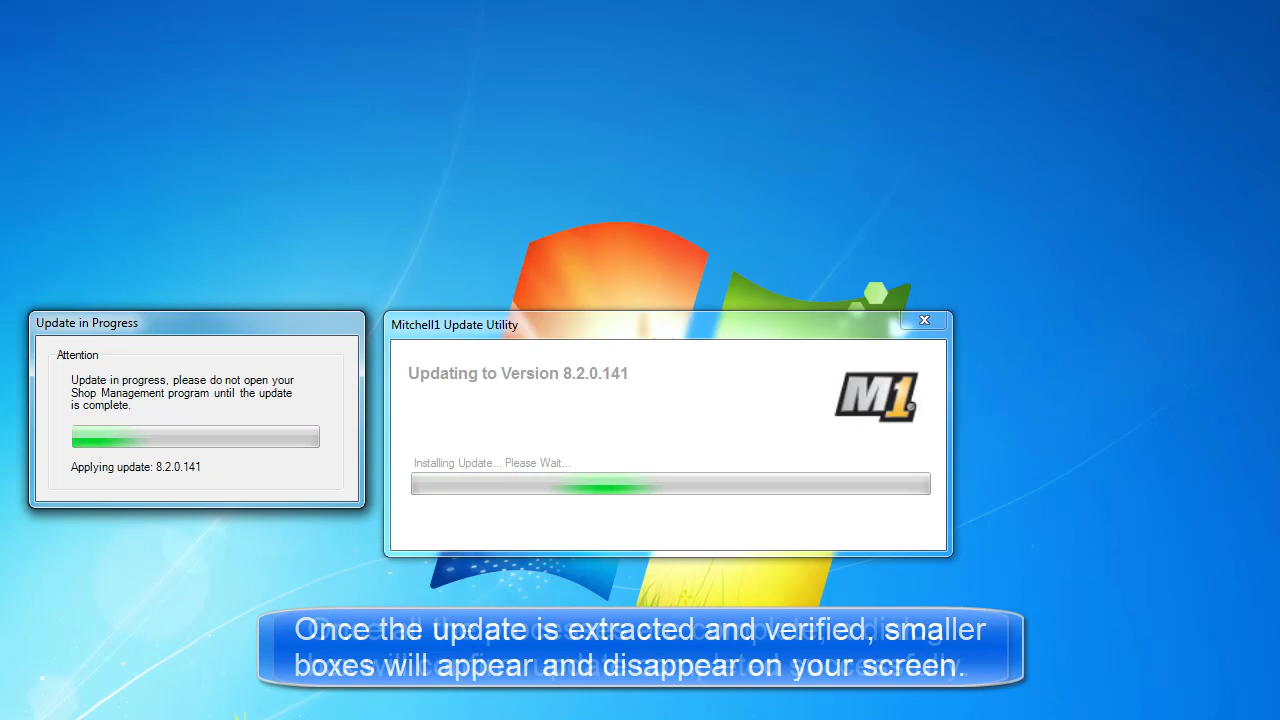 Update in Progress
Attention
Update in progress, please do not open your
Shop Management program until the update
is complete.
Applying update: 8.2.0.141
Mitchell1 Update Utility
Updating to Version 8.2.0.141
M1
Installing Update... Please Wait...
Once the update is extracted and verified, smaller
boxes will appear and disappear on your screen.